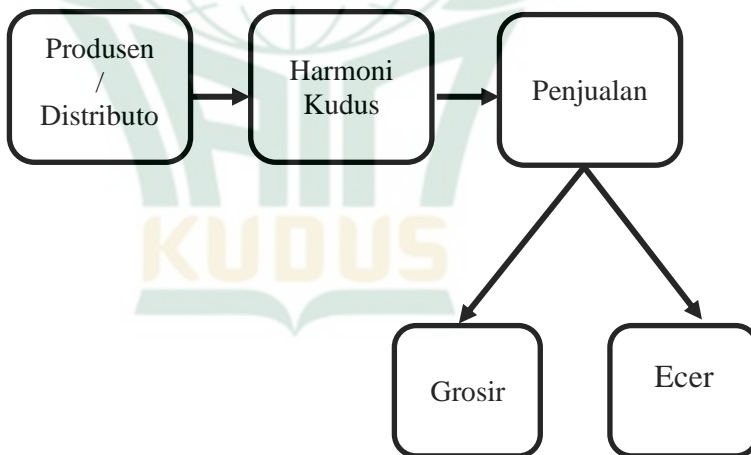 Produsen
/
Distributo
Harmoni
Kudus
Penjualan
Grosir
Ecer
KUDUS